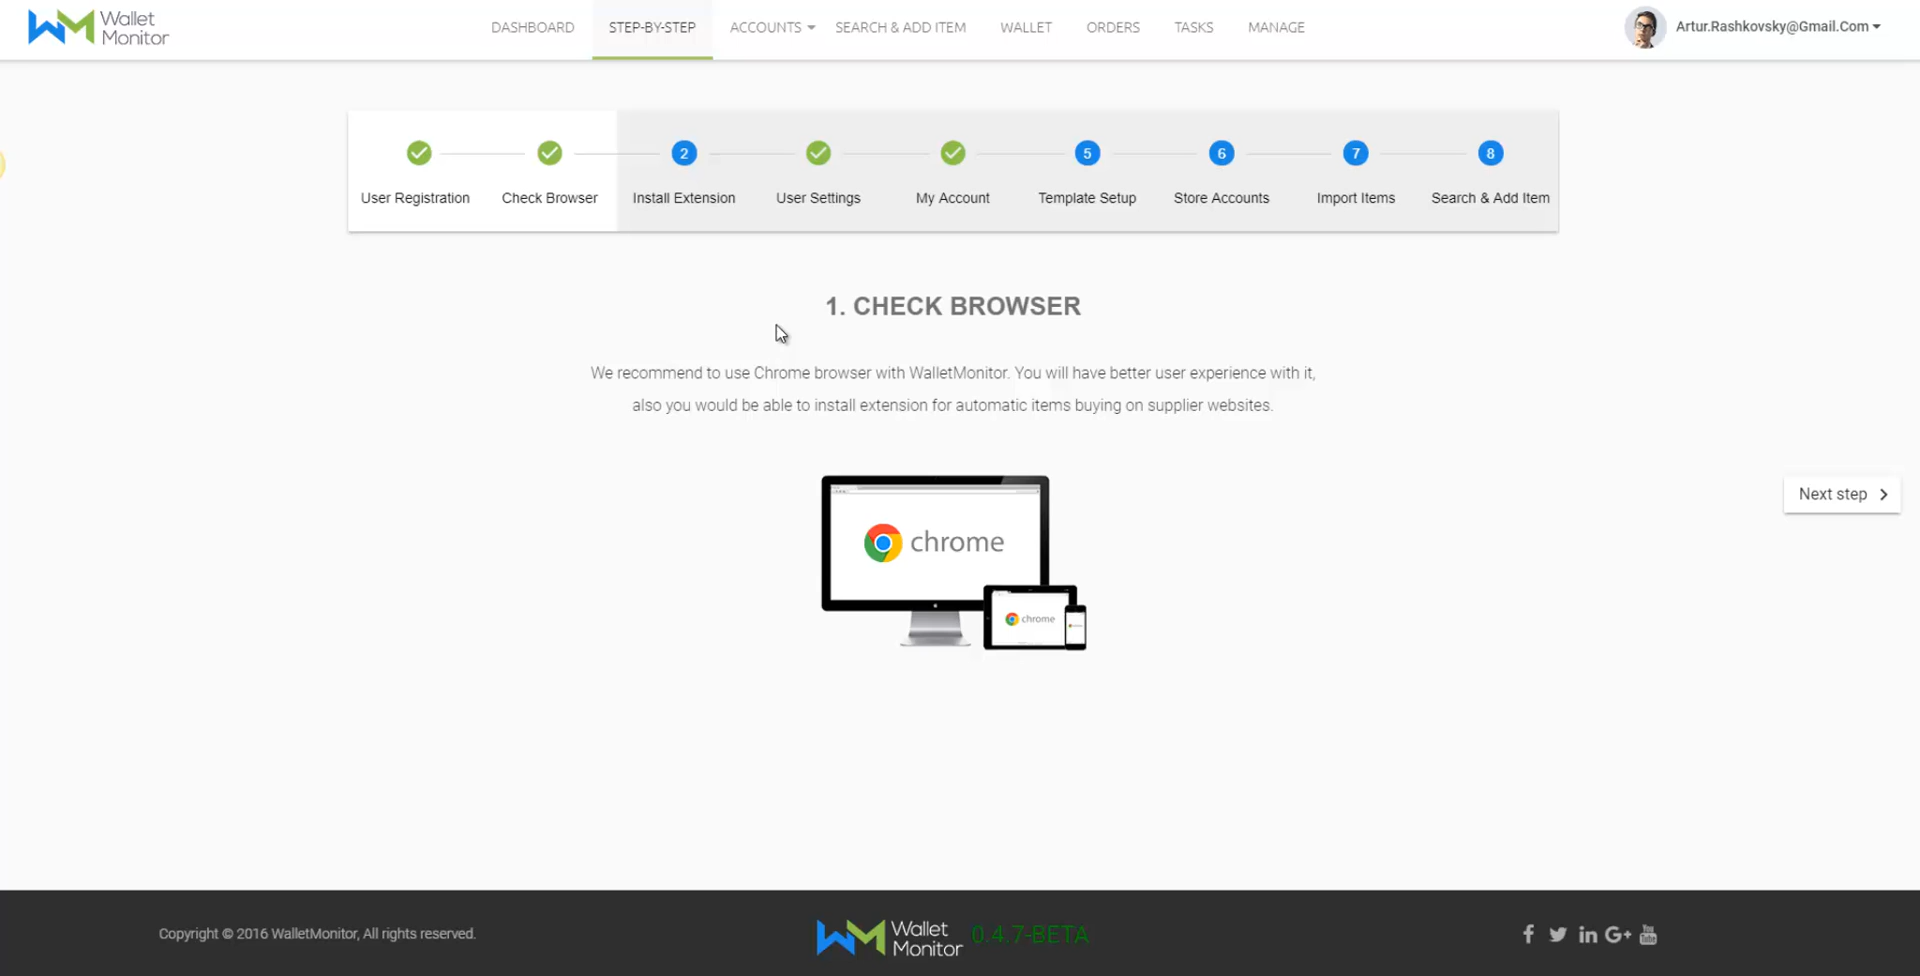 Wallet
Monitor
DASHBOARD
STEP-BY-STEP
ACCOUNTS
SEARCH & ADD ITEM
WALLET
ORDERS
TASKS
MANAGE
Artur.Rashkovsky@Gmail.Com
2
5
6
7
8
User Registration
Check Browser
Install Extension
User Settings
My Account
Template Setup
Store Accounts
Import Items
Search & Add Item
1. CHECK BROWSER
We recommend to use Chrome browser with WalletMonitor. You will have better user experience with it,
also you would be able to install extension for automatic items buying on supplier websites.
chrome
chrome
Next step
Copyright © 2016 WalletMonitor, All rights reserved.
Wallet
Monitor
0.4.7-BETA